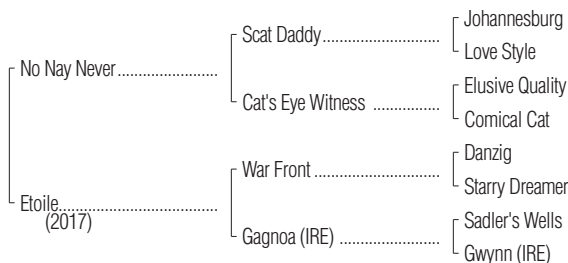 Johannesburg
Scat Daddy
Love Style
No Nay Never
Elusive Quality
Cat's Eye Witness
Comical Cat
Danzig
War Front
Starry Dreamer
Etoile
(2017)
Sadler's Wells
Gagnoa (IRE)
Gwynn (IRE)